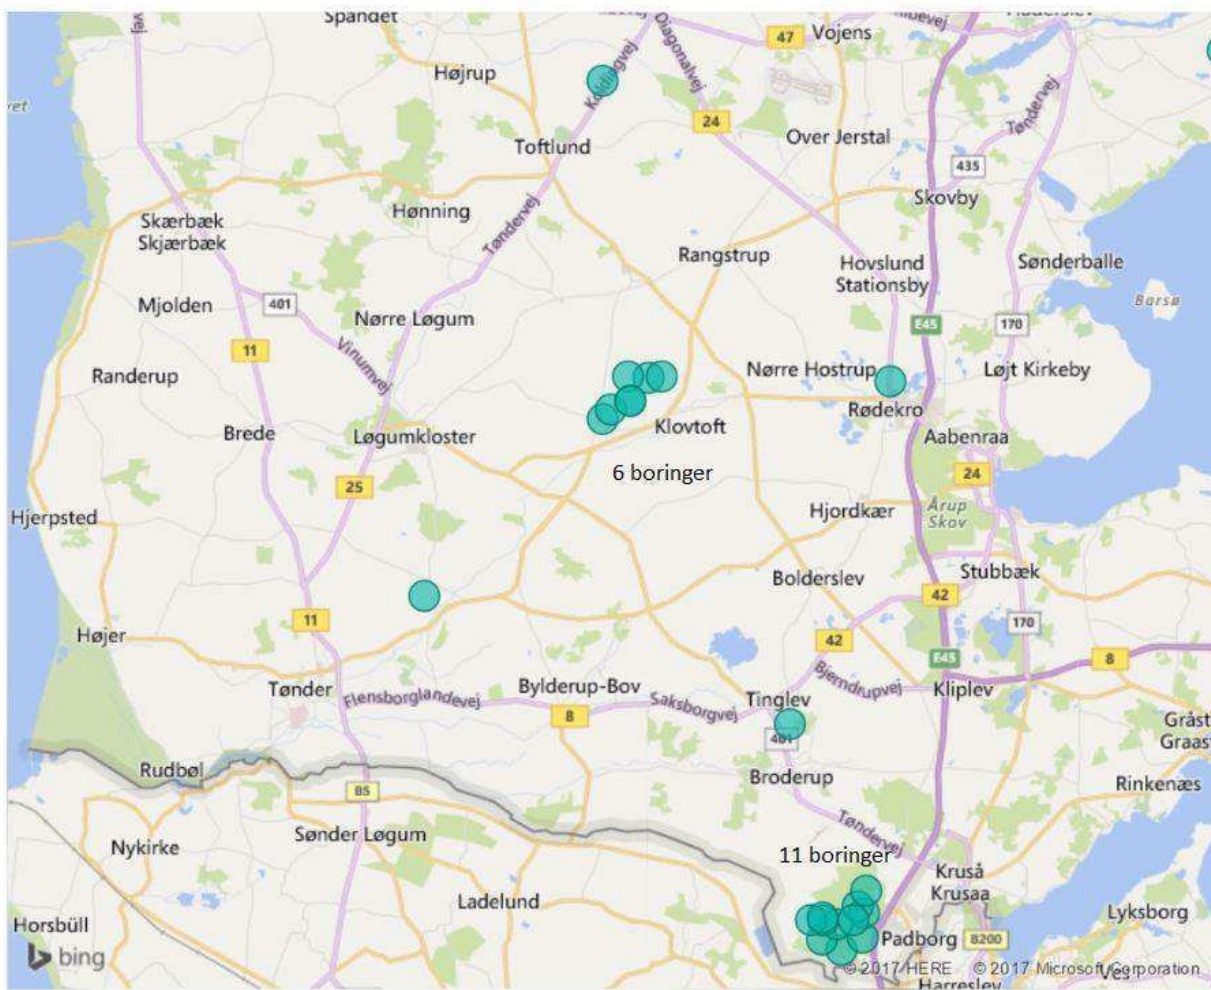 Spandet
Vojens
47
Højrup
Koldingvej
Diagonalvej
24
Over Jerstal
Tøndervej
Toftlund
435
Skovby
Hønning
Skærbæk
Skjærbæk
Tøndervej
Rangstrup
Hovslund
Stationsby
Sønderballe
Barsø
Mjolden
401
Nørre Løgum
E45
170
11
Vinumvej
Randerup
Nørre Hostrup
Løjt Kirkeby
Rødekro
Brede
Løgumkloster
Klovtoft
Aabenraa
6 boringer
24
25
Hjerpsted
Hjordkær
Årup
Skov
Bolderslev
Stubbæk
42
11
170
Højer
42
E45
8
Bjerndrupvej
Tønder
Flensborglandevej
Bylderup-Bov
Saksborgvej
Tinglev
Kliplev
8
401
Rudbøl
Broderup
Rinkenæs
B5
Sønder Løgum
Tøndervej
Nykirke
11 boringer
Kruså
Krusaa
Ladelund
Lyksborg
Horsbüll
Padborg
B200
bing
© 2017 HERE © 2017 Microsoft Corporation
Harreslev